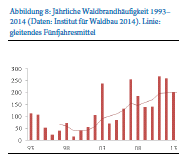 Abbildung 8: Jährliche Waldbrandhäufigkeit 1993–
2014 (Daten: Institut für Waldbau 2014). Linie:
gleitendes Fünfjahresmittel
300
250
200
150
100
50
0
93 98 03 08 13